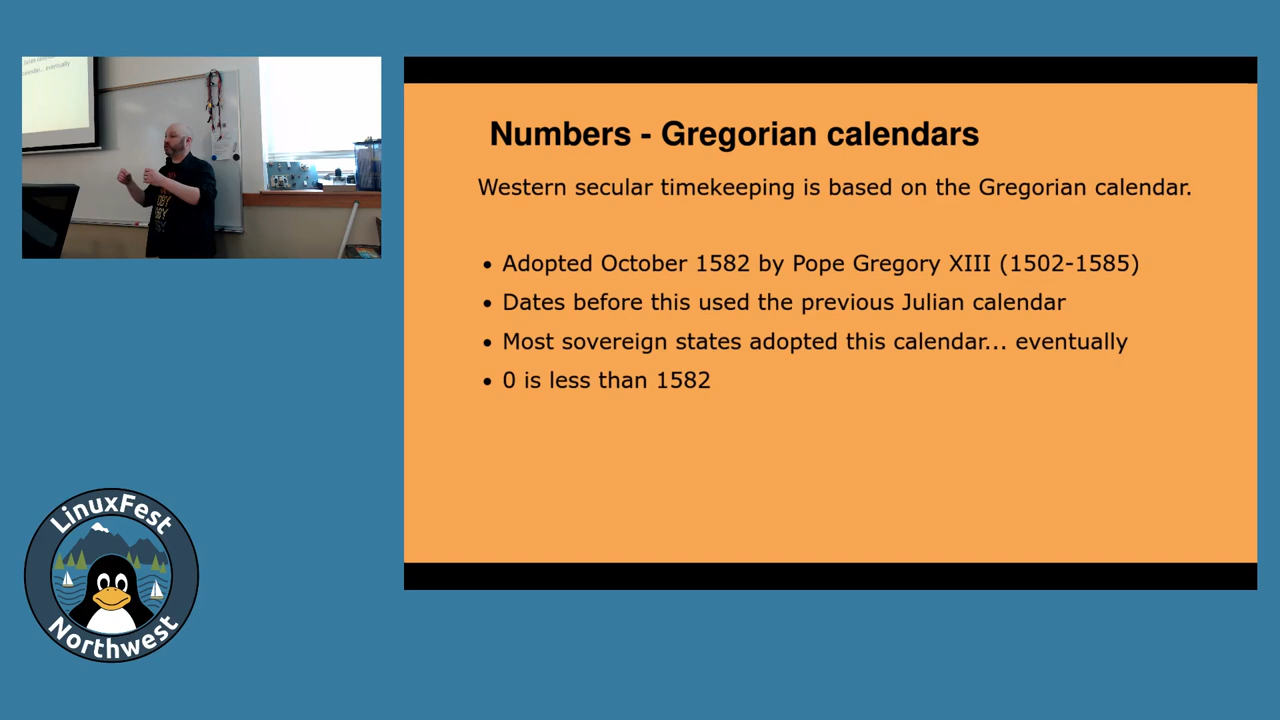 eventually
Numbers - Gregorian calendars
Western secular timekeeping is based on the Gregorian calendar.
• Adopted October 1582 by Pope Gregory XIII (1502-1585)
• Dates before this used the previous Julian calendar
• Most sovereign states adopted this calendar... eventually
• 0 is less than 1582
LinuxFest
Northwest